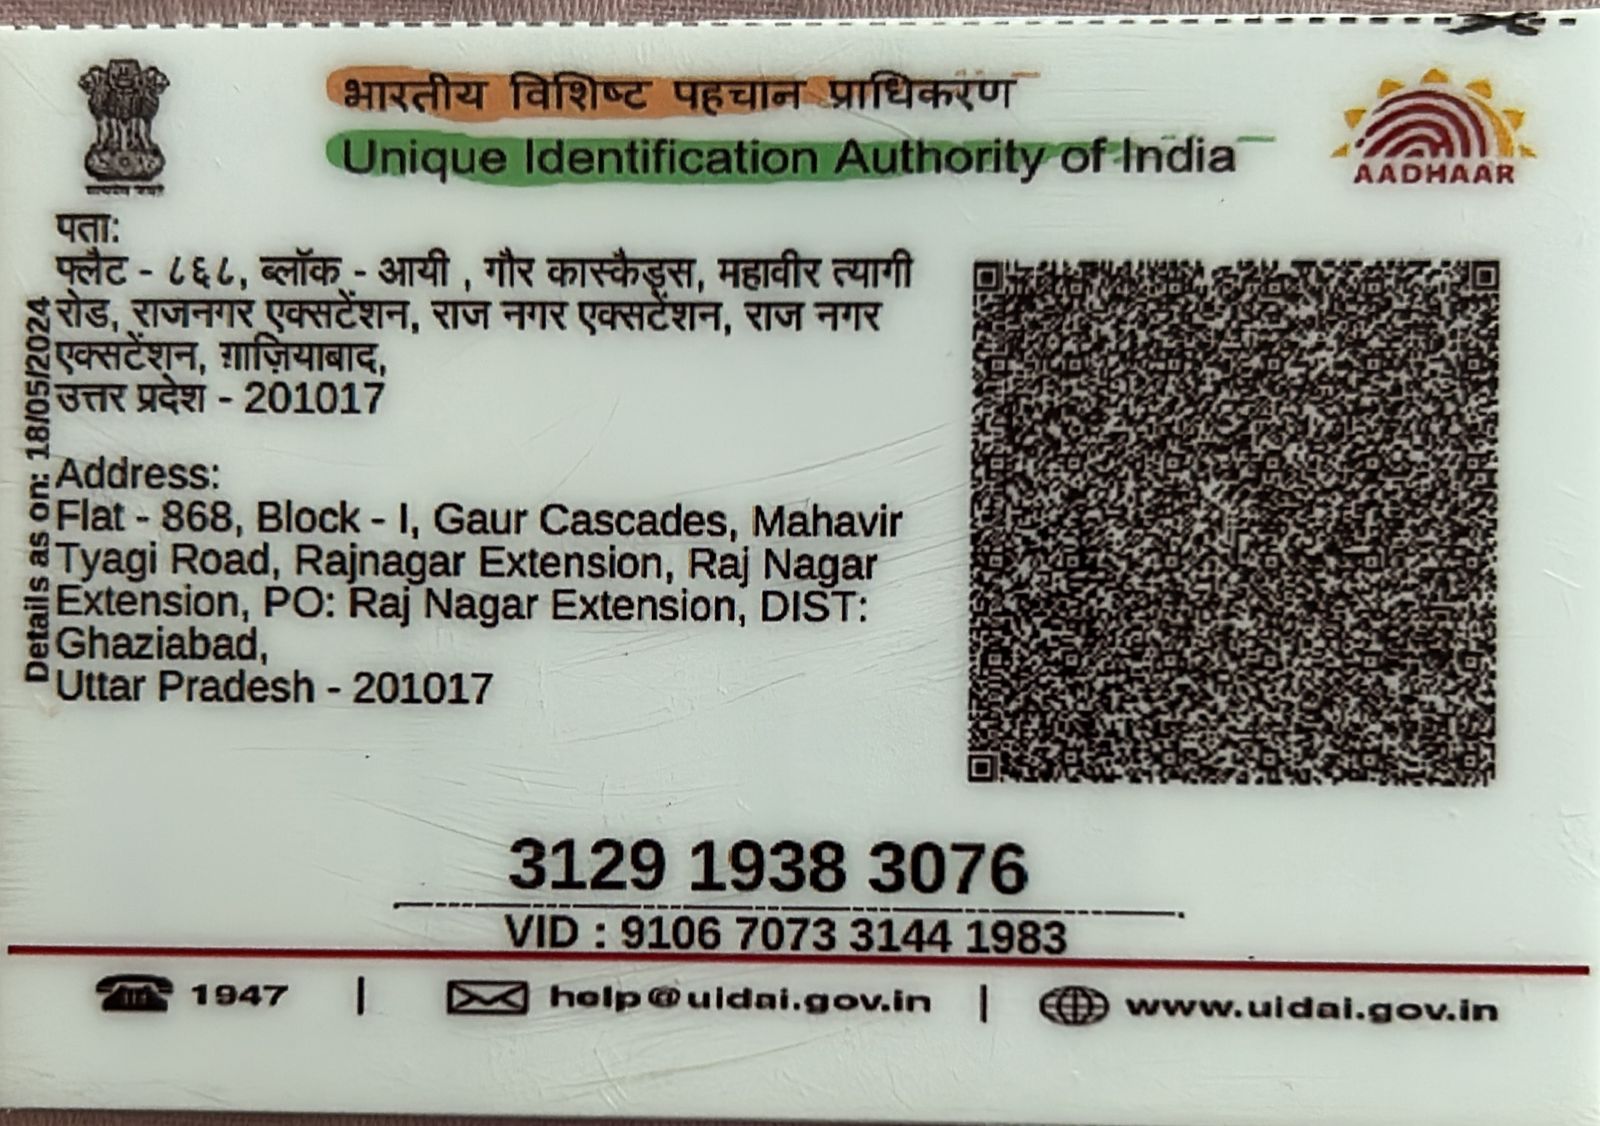 भारतीय विशिष्ट पहचान प्राधिकरण
Unique Identification Authority of India
सत्यमेव जयते
AADHAAR
पता:
फ्लैट - ८६८, ब्लॉक - आयी , गौर कास्कैड्स, महावीर त्यागी
रोड, राजनगर एक्सटेंशन, राज नगर एक्सटेंशन, राज नगर
एक्सटेंशन, ग़ाज़ियाबाद,
उत्तर प्रदेश - 201017
Details as on: 18/05/2024
Address:
Flat - 868, Block - I, Gaur Cascades, Mahavir
Tyagi Road, Rajnagar Extension, Raj Nagar
Extension, PO: Raj Nagar Extension, DIST:
Ghaziabad,
Uttar Pradesh - 201017
3129 1938 3076
VID : 9106 7073 3144 1983
1947 | help@uidai.gov.in | www.uidai.gov.in